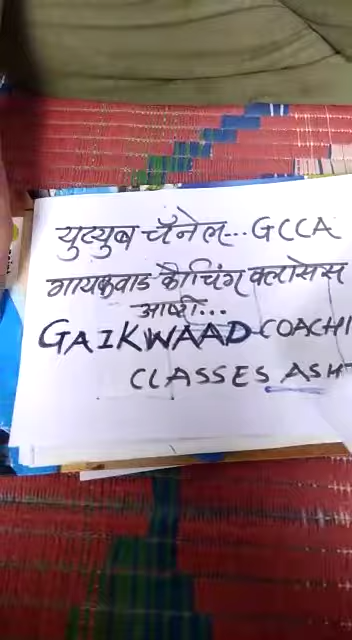 युट्युब चॅनेल...GCCA
गायकवाड कोचिंग क्लासेस
आष्टी...
GAIKWAAD COACHI
CLASSES ASHT